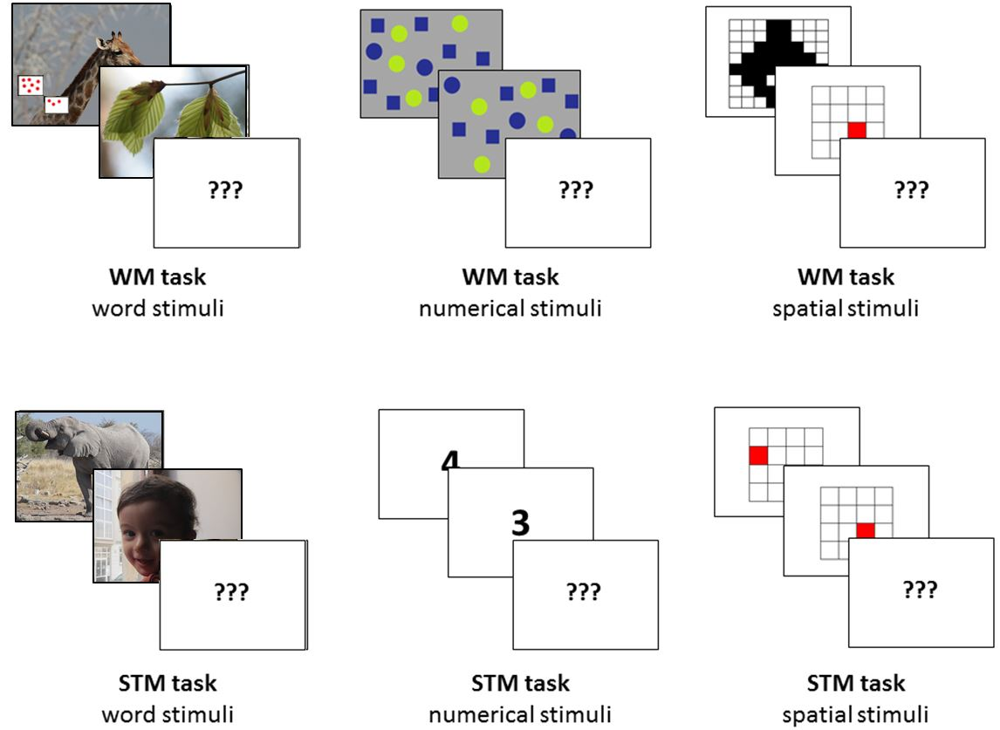 ???
???
???
WM task
word stimuli
WM task
numerical stimuli
WM task
spatial stimuli
4
3
???
???
???
STM task
word stimuli
STM task
numerical stimuli
STM task
spatial stimuli